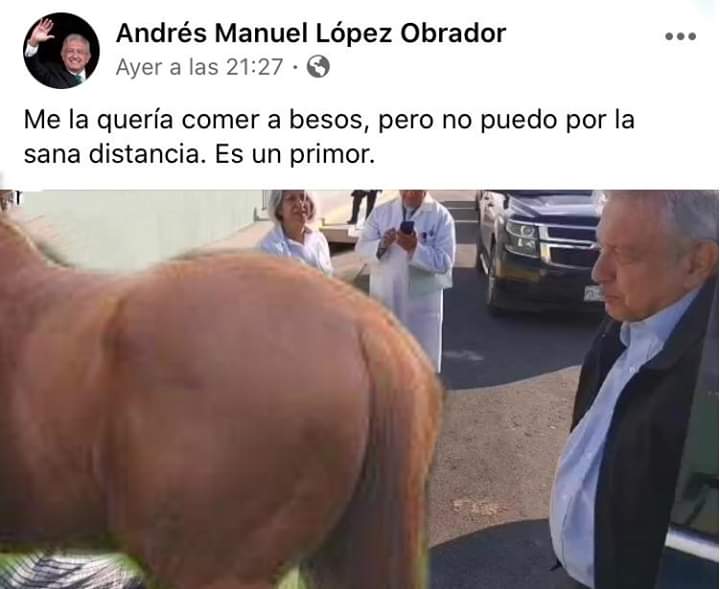 Andrés Manuel López Obrador
Ayer a las 21:27 ·
Me la quería comer a besos, pero no puedo por la
sana distancia. Es un primor.